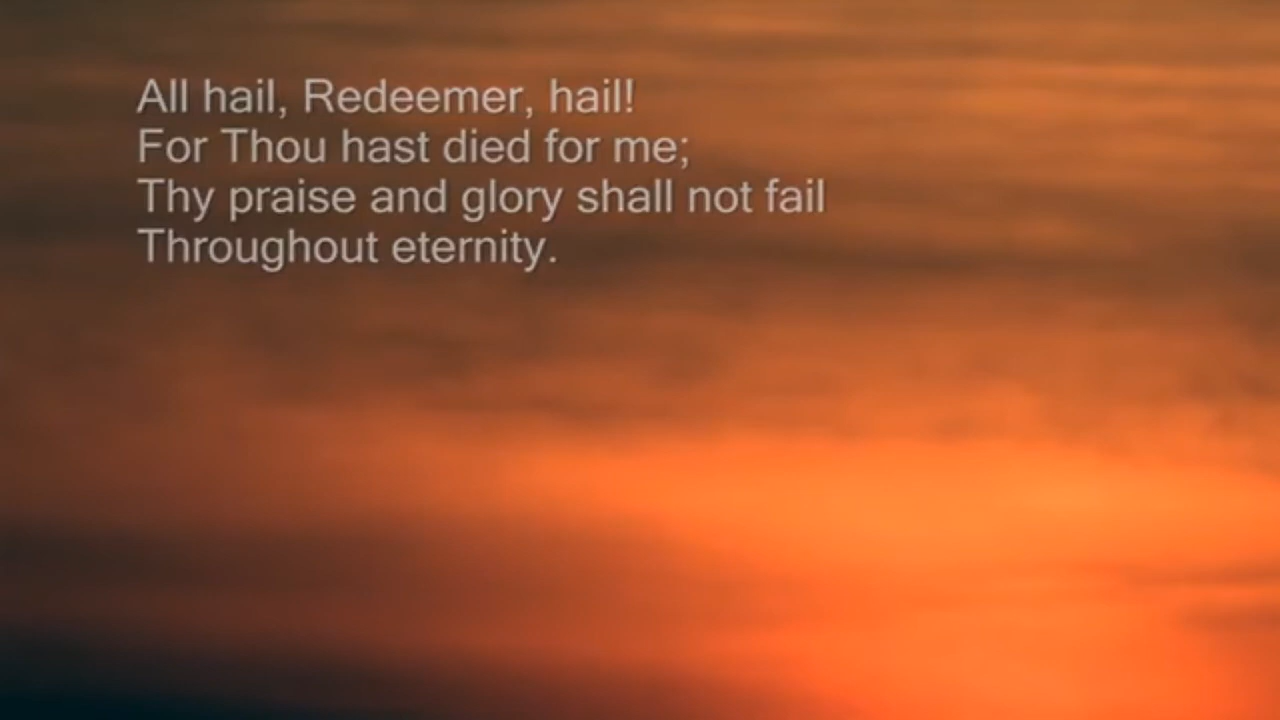 All hail, Redeemer, hail!
For Thou hast died for me;
Thy praise and glory shall not fail
Throughout eternity.